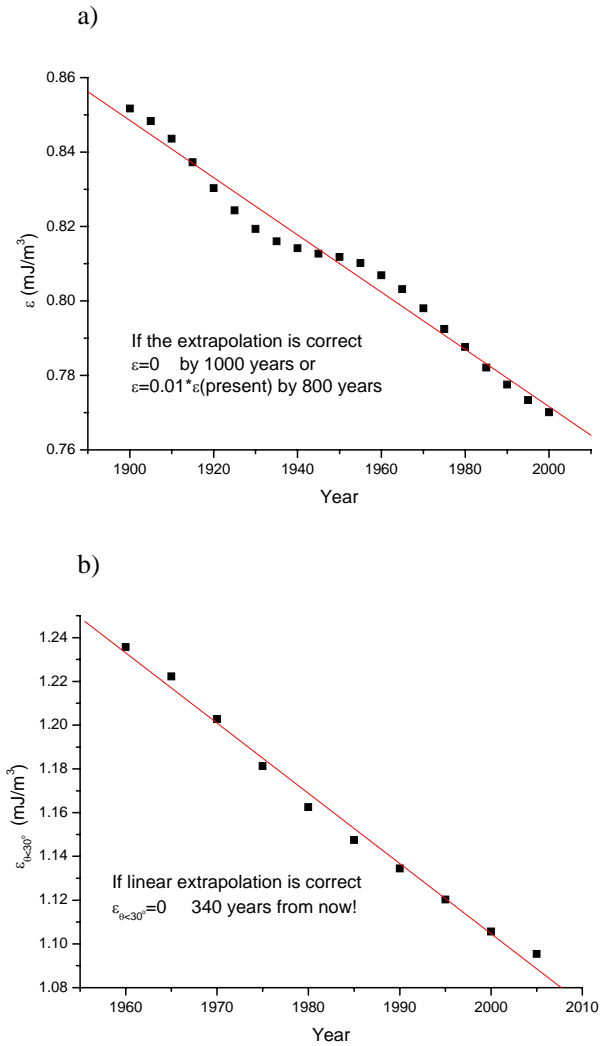 a)
0.86
0.84
0.82
0.80
0.78
0.76
ε (mJ/m³)
If the extrapolation is correct
ε=0 by 1000 years or
ε=0.01*ε(present) by 800 years
1900 1920 1940 1960 1980 2000
Year
b)
1.24
1.22
1.20
1.18
1.16
1.14
1.12
1.10
1.08
ε_θ<30° (mJ/m³)
If linear extrapolation is correct
ε_θ<30°=0 340 years from now!
1960 1970 1980 1990 2000 2010
Year